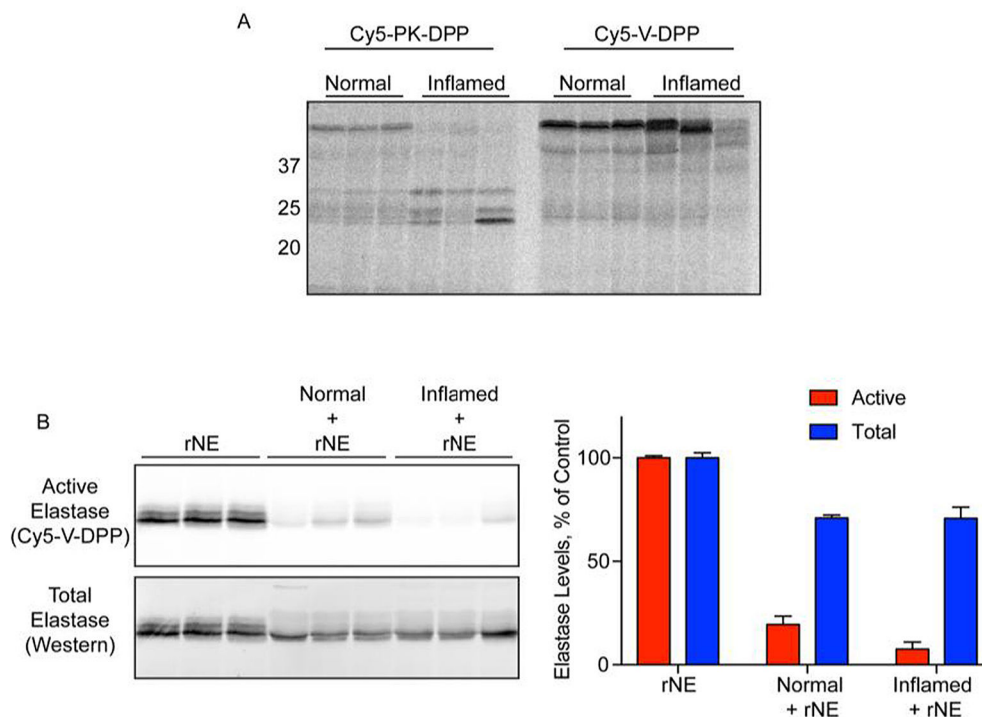 A
Cy5-PK-DPP Cy5-V-DPP
Normal Inflamed Normal Inflamed
37
25
20
B
Normal Inflamed
+ +
rNE rNE rNE
Active
Elastase
(Cy5-V-DPP)
Total
Elastase
(Western)
Active
Total
Elastase Levels, % of Control
100
50
0
rNE Normal Inflamed
+ rNE + rNE